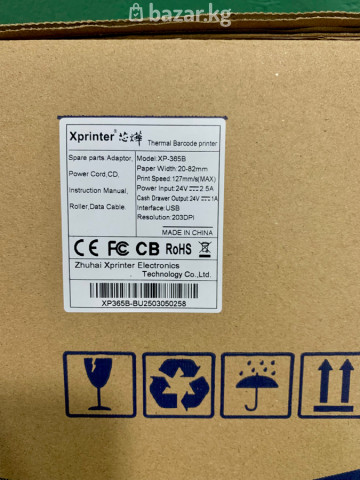 bazar.kg
Xprinter® 芯烨 Thermal Barcode printer
Spare parts.Adaptor,
Power Cord,CD,
Instruction Manual,
Roller,Data Cable.
Model:XP-365B
Paper Width:20-82mm
Print Speed:127mm/s(MAX)
Power Input:24V⎓2.5A
Cash Drawer Output:24V⎓1A
Interface:USB
Resolution:203DPI
MADE IN CHINA
CE FC CB RoHS
Zhuhai Xprinter Electronics
Technology Co.,Ltd.
XP365B-BU2503050258